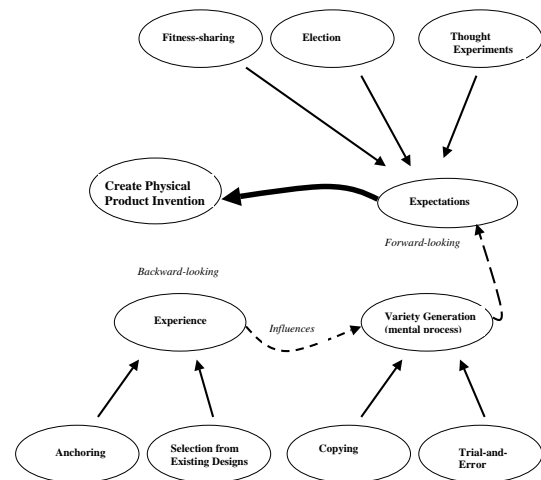 Fitness-sharing
Election
Thought
Experiments
Create Physical
Product Invention
Expectations
Forward-looking
Backward-looking
Experience
Influences
Variety Generation
(mental process)
Anchoring
Selection from
Existing Designs
Copying
Trial-and-
Error